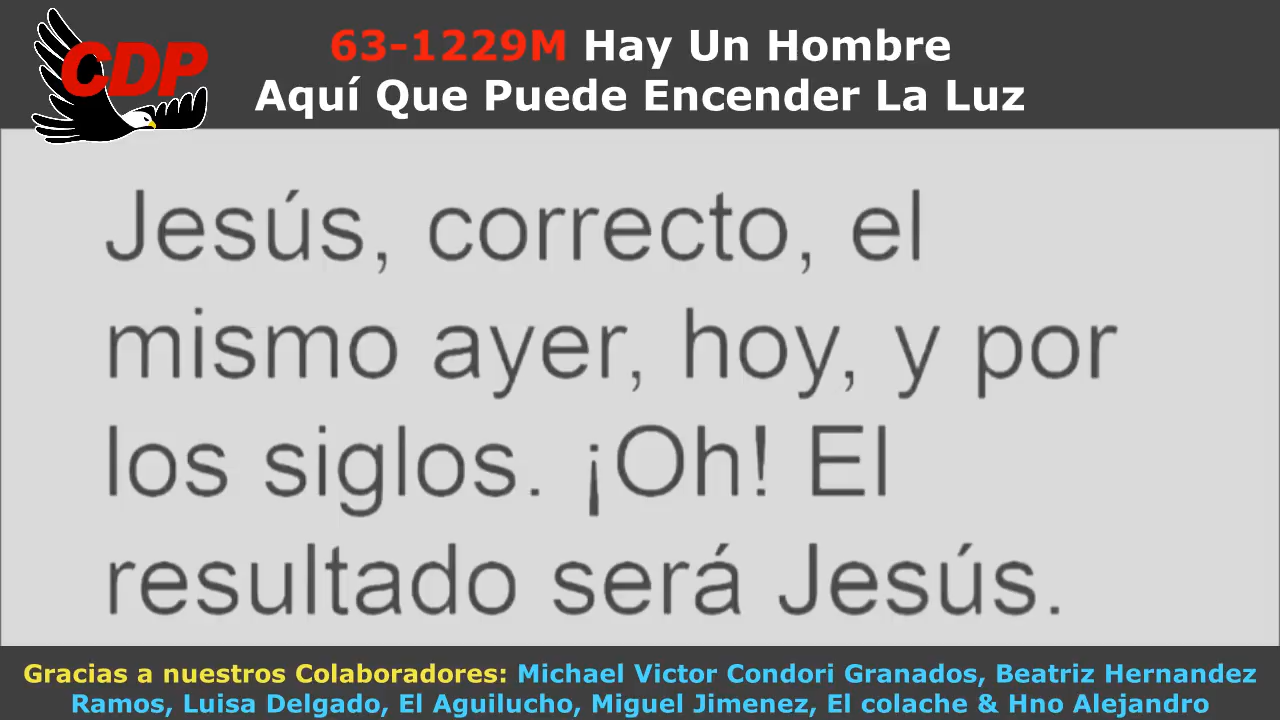 CDP
63-1229M Hay Un Hombre
Aquí Que Puede Encender La Luz
Jesús, correcto, el
mismo ayer, hoy, y por
los siglos. ¡Oh! El
resultado será Jesús.
Gracias a nuestros Colaboradores: Michael Victor Condori Granados, Beatriz Hernandez
Ramos, Luisa Delgado, El Aguilucho, Miguel Jimenez, El colache & Hno Alejandro